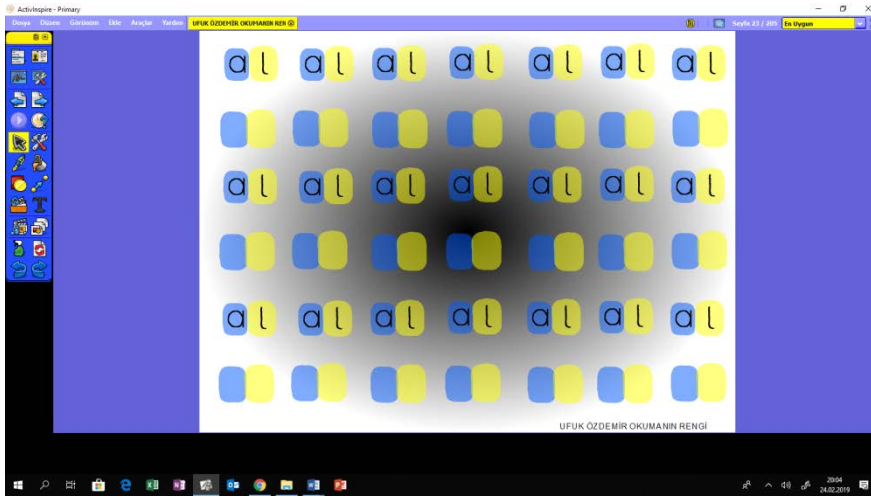 ActivInspire - Primary
Dosya Düzen Görünüm Ekle Araçlar Yardım UFUK ÖZDEMİR OKUMANIN REN Sayfa 23 / 205 En Uygun
al al al al al al al
al al al al al al al
al al al al al al al
UFUK ÖZDEMİR OKUMANIN RENGİ
20:04
24.02.2019